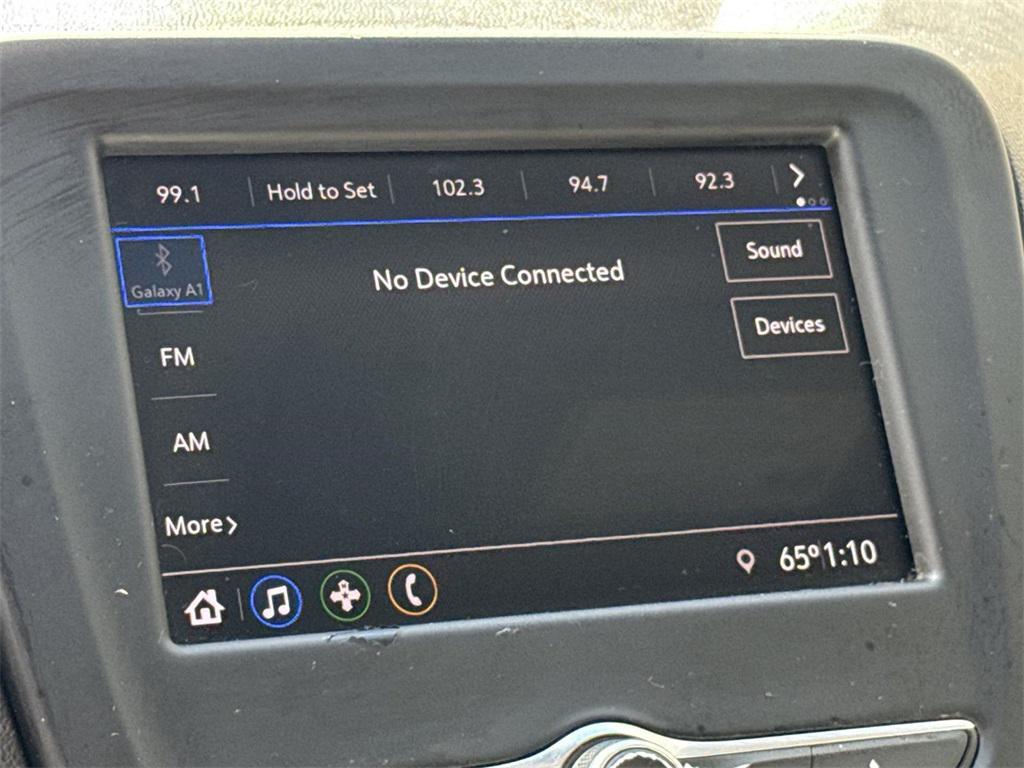 99.1 Hold to Set 102.3 94.7 92.3
Galaxy A1
No Device Connected
Sound
Devices
FM
AM
More
65° 1:10